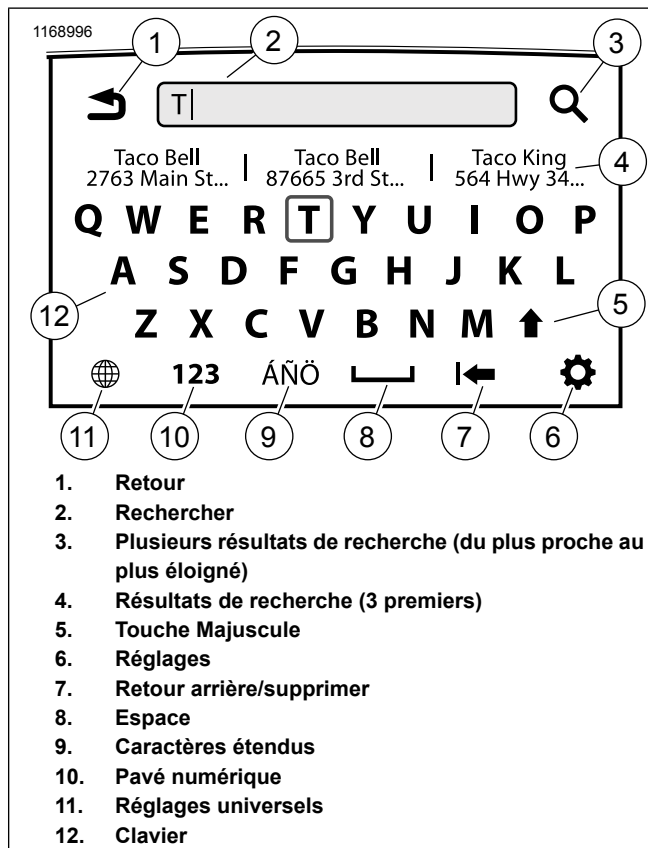 1168996
1 2 3
T
Taco Bell Taco Bell Taco King
2763 Main St... 87665 3rd St... 564 Hwy 34... 4
Q W E R T Y U I O P
A S D F G H J K L
12 5
Z X C V B N M
123 ÁÑÖ
11 10 9 8 7 6
1. Retour
2. Rechercher
3. Plusieurs résultats de recherche (du plus proche au
plus éloigné)
4. Résultats de recherche (3 premiers)
5. Touche Majuscule
6. Réglages
7. Retour arrière/supprimer
8. Espace
9. Caractères étendus
10. Pavé numérique
11. Réglages universels
12. Clavier